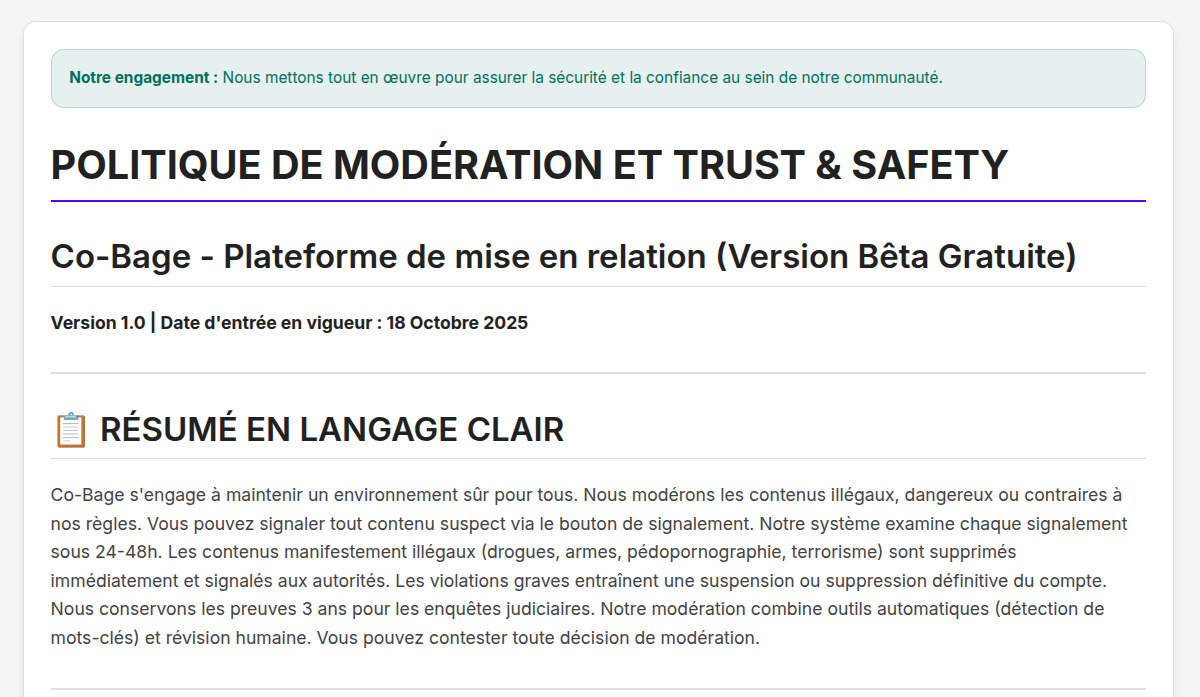 Notre engagement : Nous mettons tout en œuvre pour assurer la sécurité et la confiance au sein de notre communauté.
POLITIQUE DE MODÉRATION ET TRUST & SAFETY
Co-Bage - Plateforme de mise en relation (Version Bêta Gratuite)
Version 1.0 | Date d'entrée en vigueur : 18 Octobre 2025
📋 RÉSUMÉ EN LANGAGE CLAIR
Co-Bage s'engage à maintenir un environnement sûr pour tous. Nous modérons les contenus illégaux, dangereux ou contraires à
nos règles. Vous pouvez signaler tout contenu suspect via le bouton de signalement. Notre système examine chaque signalement
sous 24-48h. Les contenus manifestement illégaux (drogues, armes, pédopornographie, terrorisme) sont supprimés
immédiatement et signalés aux autorités. Les violations graves entraînent une suspension ou suppression définitive du compte.
Nous conservons les preuves 3 ans pour les enquêtes judiciaires. Notre modération combine outils automatiques (détection de
mots-clés) et révision humaine. Vous pouvez contester toute décision de modération.